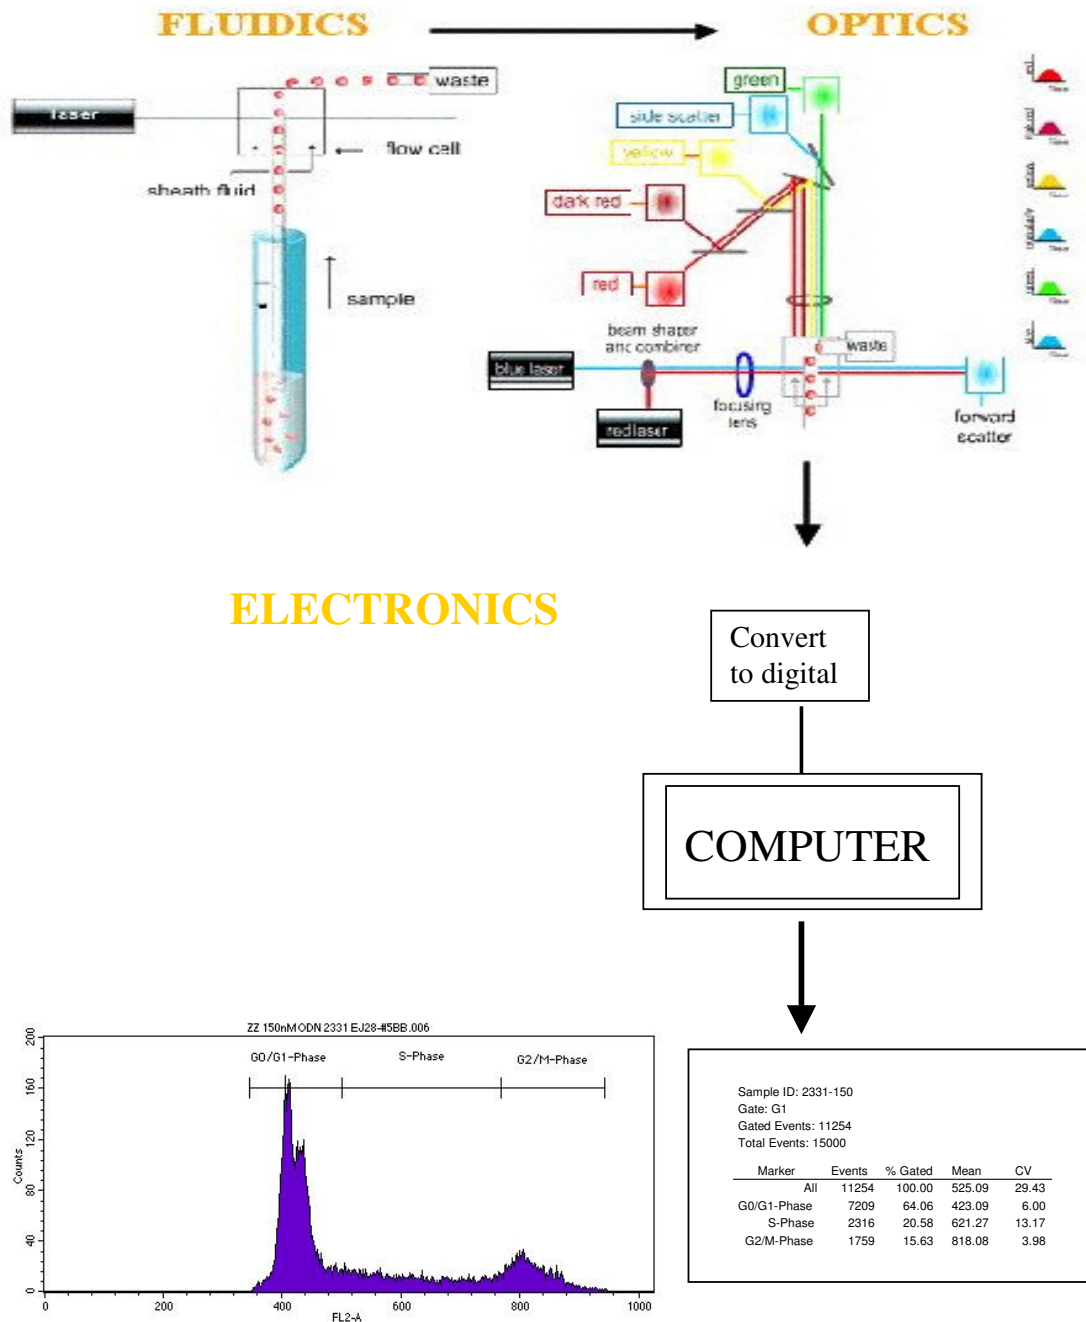 FLUIDICS
OPTICS
laser
waste
flow cell
sheath fluid
sample
green
side scatter
yellow
dark red
red
beam shaper
and combiner
blue laser
red laser
focusing
lens
waste
forward
scatter
ELECTRONICS
Convert
to digital
COMPUTER
ZZ 150nM ODN 2331 EJ28-#5BB.006
G0/G1-Phase
S-Phase
G2/M-Phase
Counts
200
160
120
80
40
0
0 200 400 600 800 1000
FL2-A
Sample ID: 2331-150
Gate: G1
Gated Events: 11254
Total Events: 15000
Marker Events % Gated Mean CV
All 11254 100.00 525.09 29.43
G0/G1-Phase 7209 64.06 423.09 6.00
S-Phase 2316 20.58 621.27 13.17
G2/M-Phase 1759 15.63 818.08 3.98